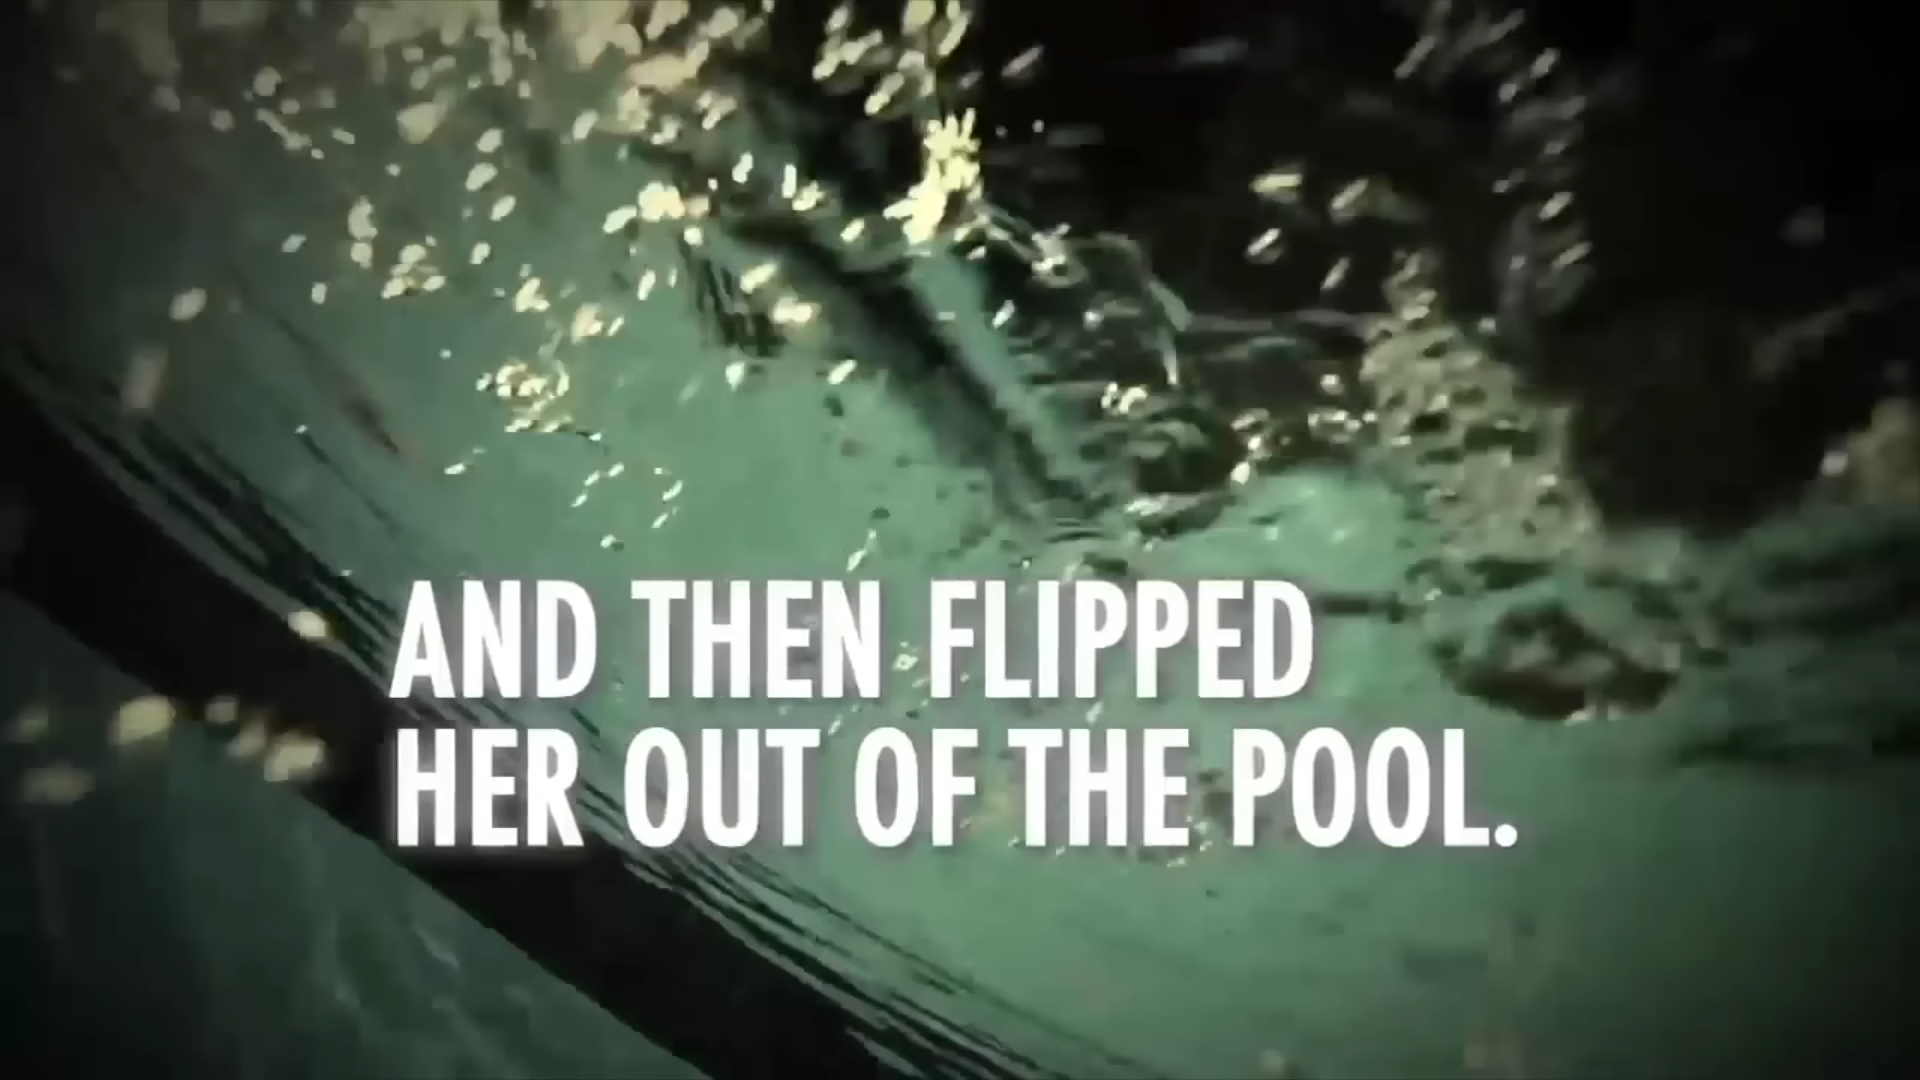 AND THEN FLIPPED
HER OUT OF THE POOL.